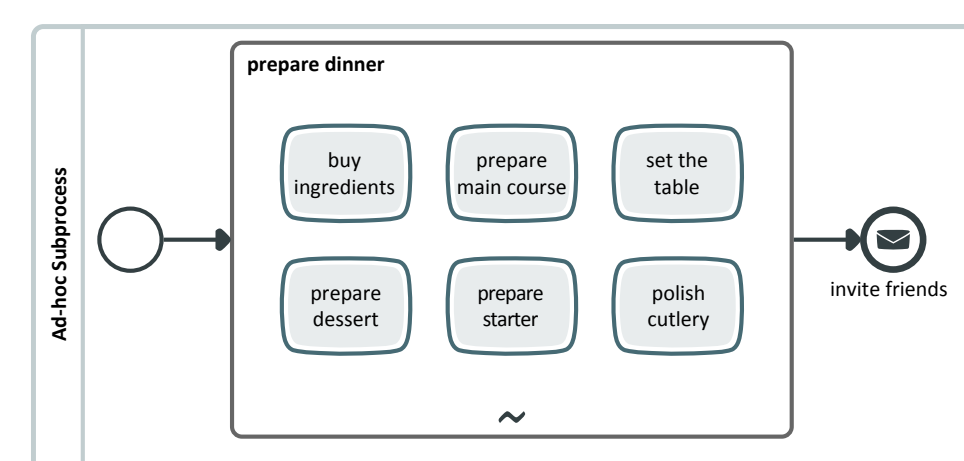 Ad-hoc Subprocess
prepare dinner
buy
ingredients
prepare
main course
set the
table
prepare
dessert
prepare
starter
polish
cutlery
invite friends